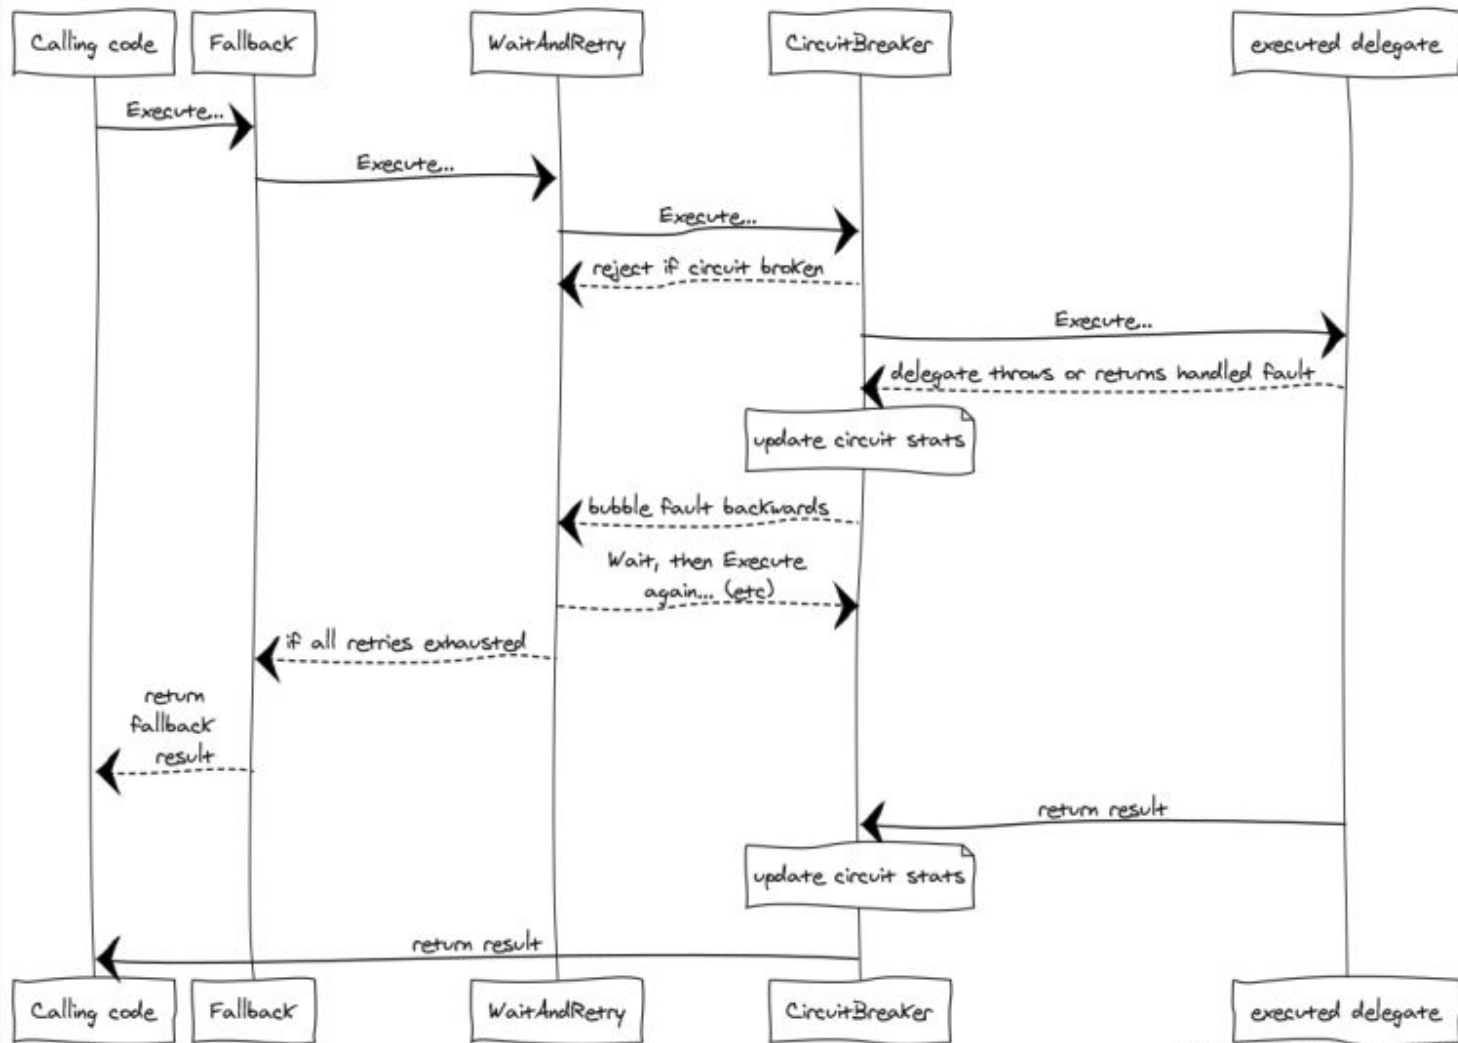 Calling code
Fallback
WaitAndRetry
CircuitBreaker
executed delegate
Execute...
Execute...
Execute...
reject if circuit broken
Execute...
delegate throws or returns handled fault
update circuit stats
bubble fault backwards
Wait, then Execute
again... (etc)
if all retries exhausted
return
fallback
result
return result
update circuit stats
return result
Calling code
Fallback
WaitAndRetry
CircuitBreaker
executed delegate